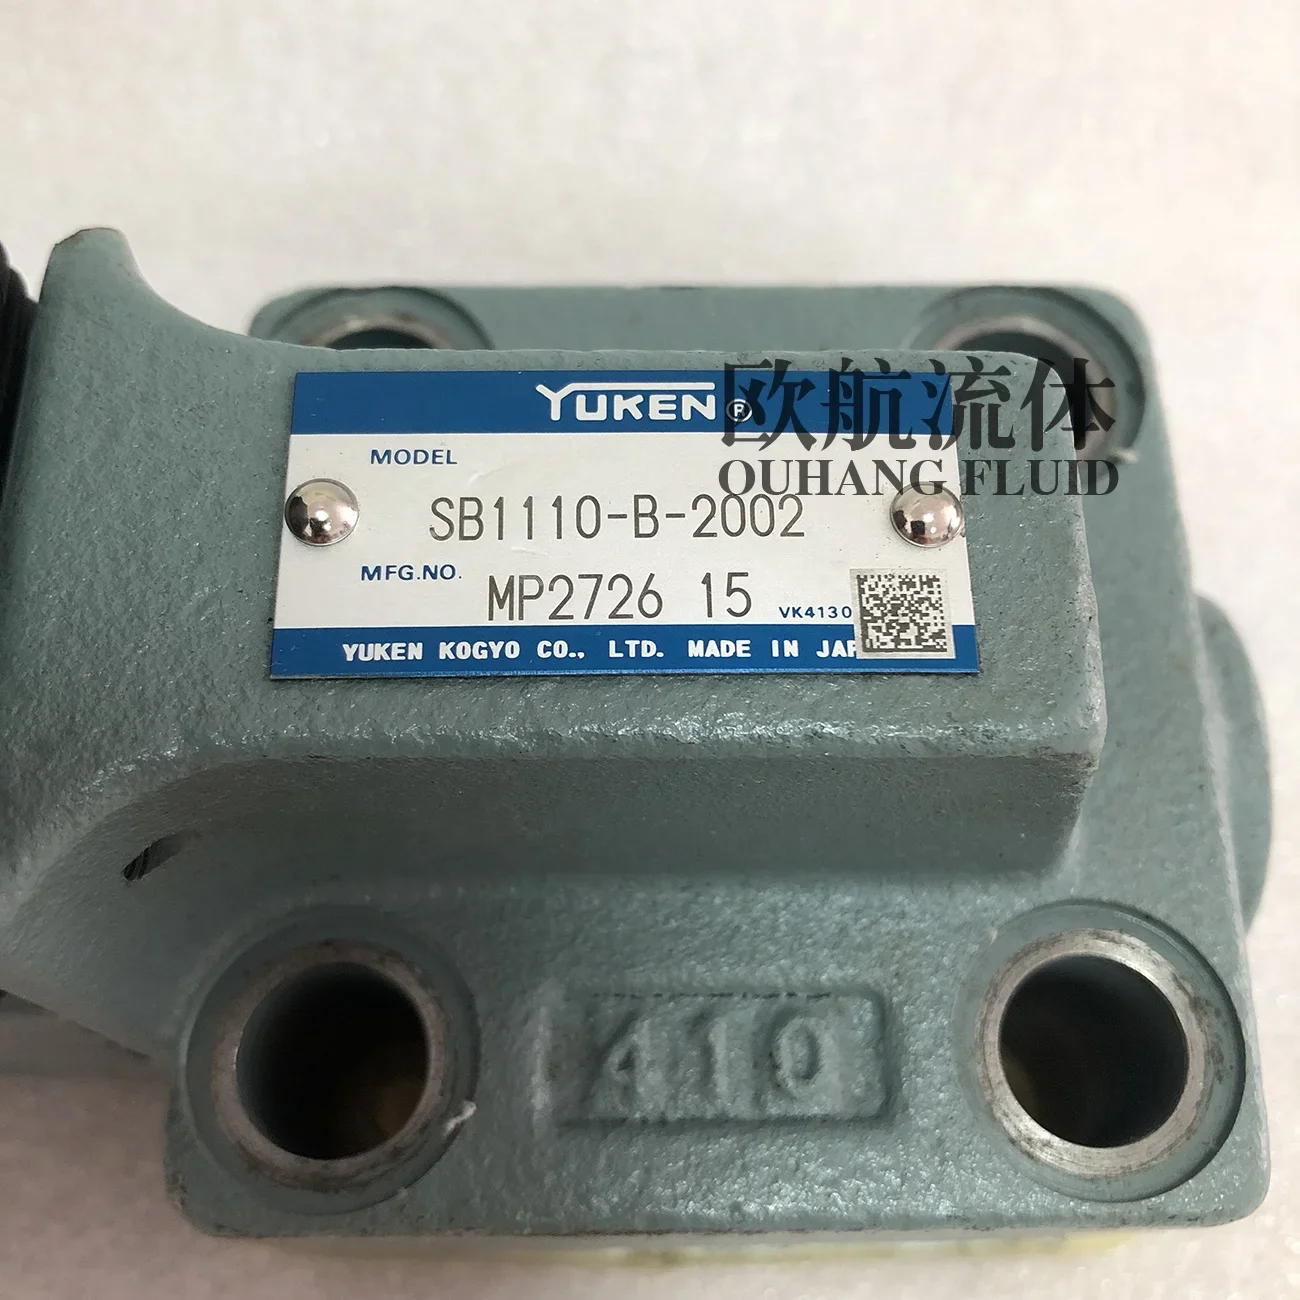 YUKEN®
欧航流体
OUHANG FLUID
MODEL
SB1110-B-2002
MFG.NO. MP2726 15 VK4130
YUKEN KOGYO CO., LTD. MADE IN JAP
410